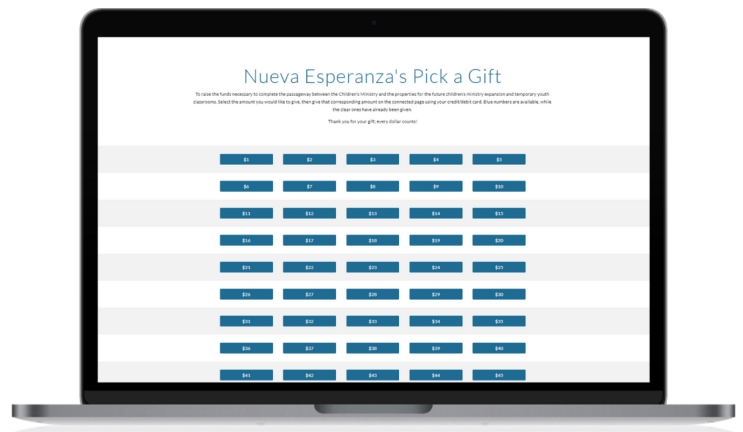 Nueva Esperanza's Pick a Gift
To raise the funds necessary to complete the passageway between the Children's Ministry and the properties for the future children's ministry expansion and temporary youth
classrooms. Select the amount you would like to give, then give that corresponding amount on the connected page using your credit/debit card. Blue numbers are available, while
the clear ones have already been given.
Thank you for your gift; every dollar counts!
$1 $2 $3 $4 $5
$6 $7 $8 $9 $10
$11 $12 $13 $14 $15
$16 $17 $18 $19 $20
$21 $22 $23 $24 $25
$26 $27 $28 $29 $30
$31 $32 $33 $34 $35
$36 $37 $38 $39 $40
$41 $42 $43 $44 $45